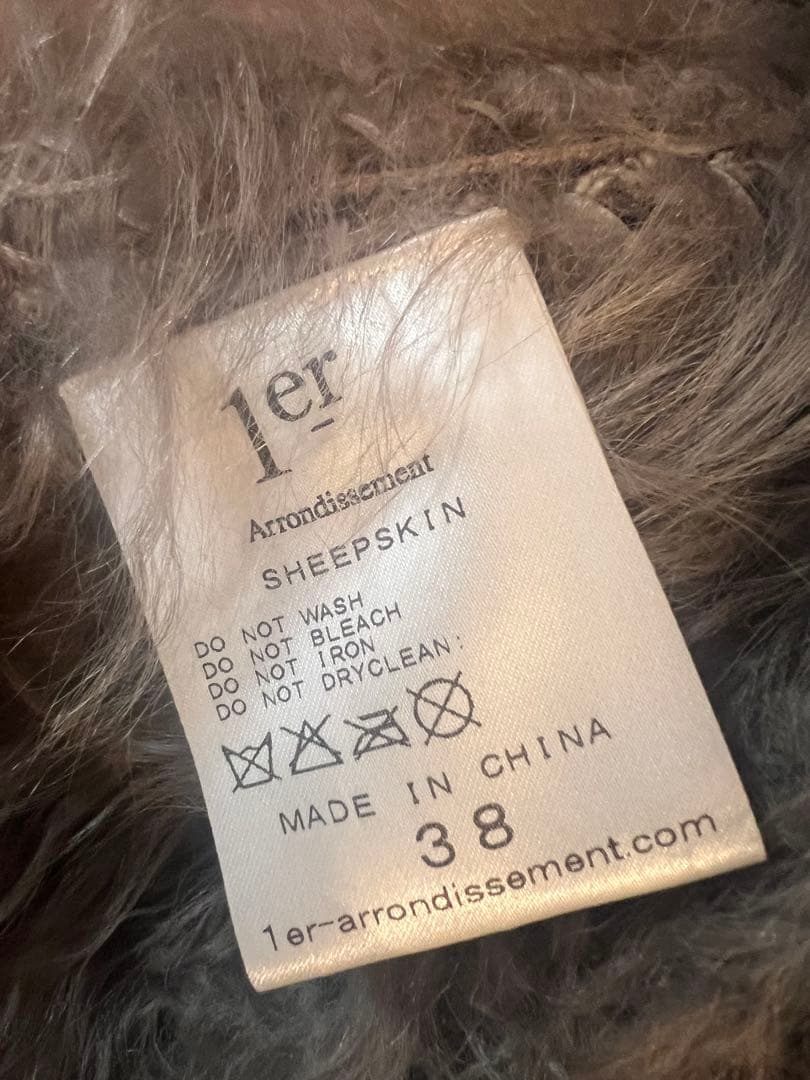 1er
Arrondissement
SHEEPSKIN
DO NOT WASH
DO NOT BLEACH
DO NOT IRON
DO NOT DRYCLEAN:
MADE IN CHINA
38
1er-arrondissement.com